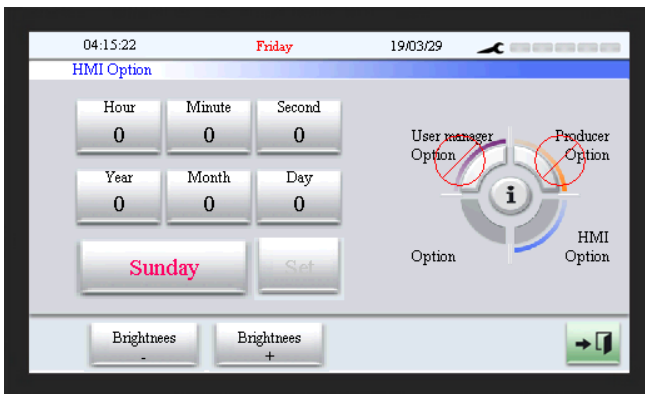 04:15:22 Friday 19/03/29
HMI Option
Hour Minute Second
0 0 0
User manager Producer
Option Option
Year Month Day
0 0 0
i
HMI
Option Option
Sunday Set
Brightnees Brightnees
- +